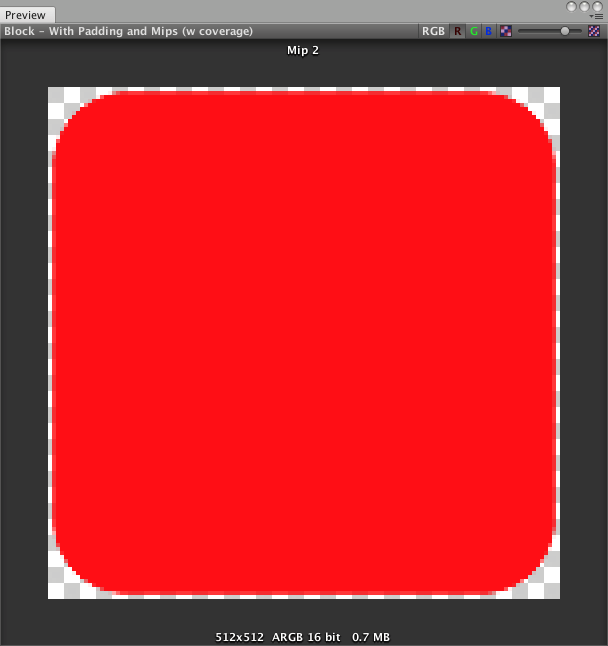 Preview
Block – With Padding and Mips (w coverage) RGB R G B
Mip 2
512x512 ARGB 16 bit 0.7 MB